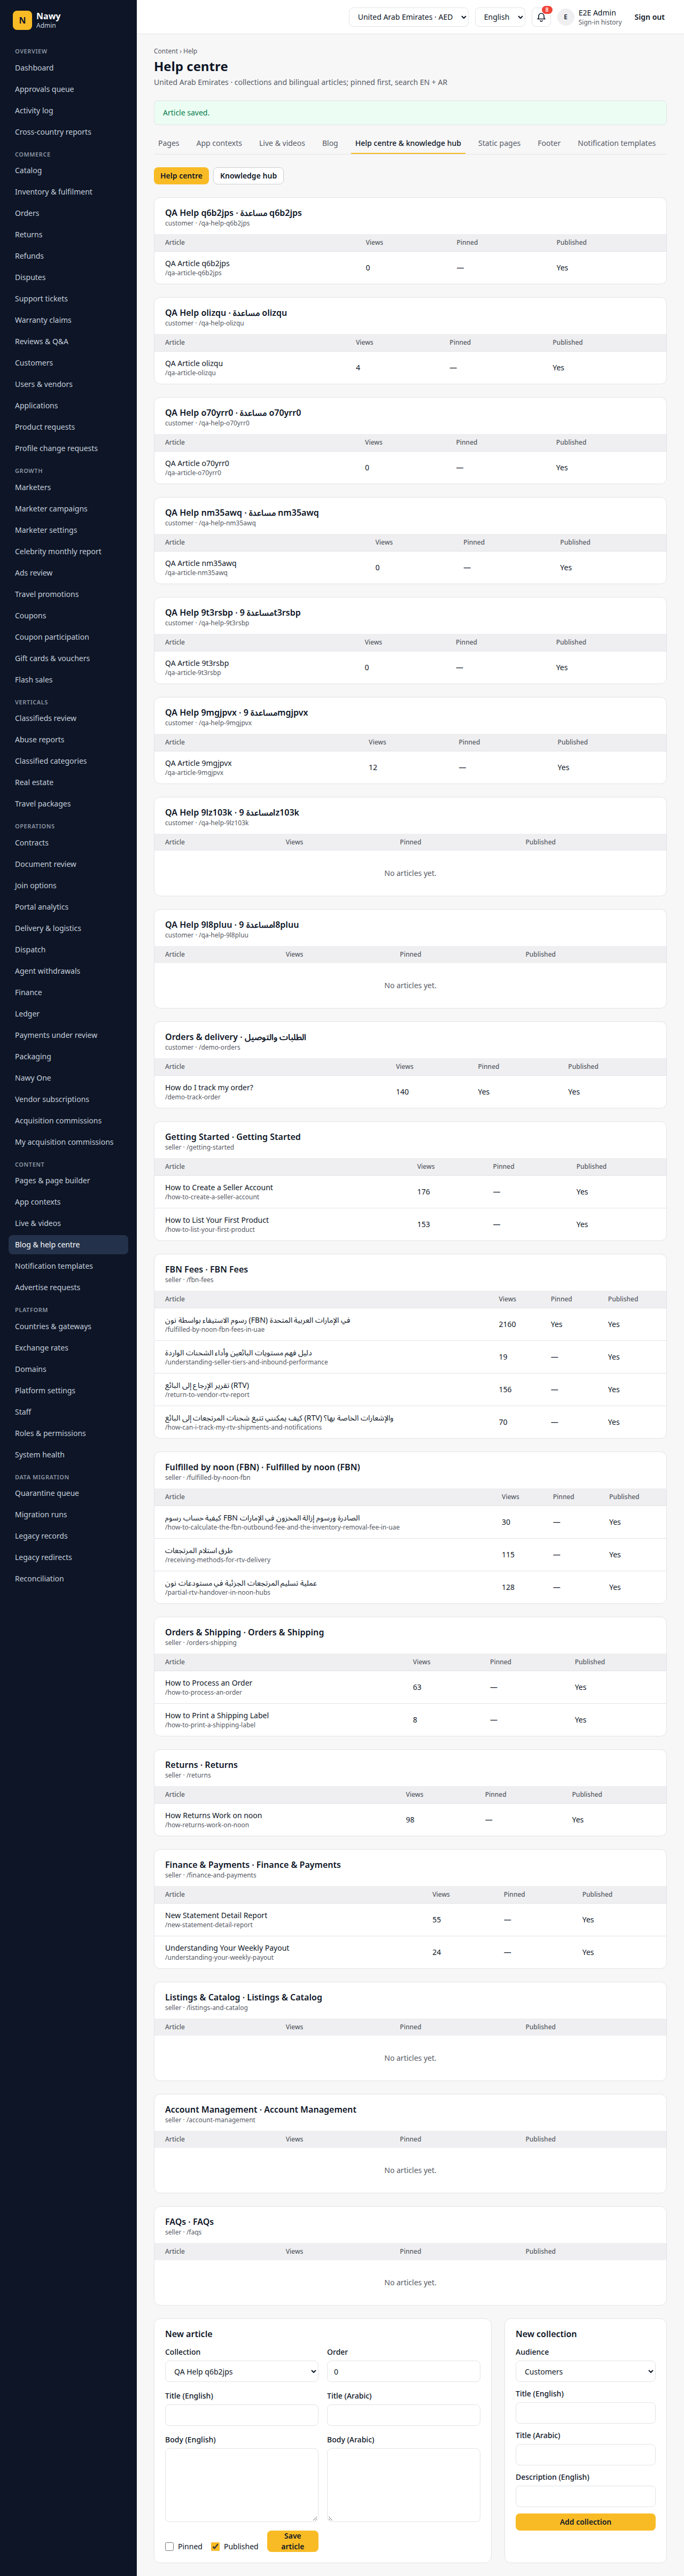 N
Nawy
Admin
OVERVIEW
Dashboard
Approvals queue
Activity log
Cross-country reports
COMMERCE
Catalog
Inventory & fulfilment
Orders
Returns
Refunds
Disputes
Support tickets
Warranty claims
Reviews & Q&A
Customers
Users & vendors
Applications
Product requests
Profile change requests
GROWTH
Marketers
Marketer campaigns
Marketer settings
Celebrity monthly report
Ads review
Travel promotions
Coupons
Coupon participation
Gift cards & vouchers
Flash sales
VERTICALS
Classifieds review
Abuse reports
Classified categories
Real estate
Travel packages
OPERATIONS
Contracts
Document review
Join options
Portal analytics
Delivery & logistics
Dispatch
Agent withdrawals
Finance
Ledger
Payments under review
Packaging
Nawy One
Vendor subscriptions
Acquisition commissions
My acquisition commissions
CONTENT
Pages & page builder
App contexts
Live & videos
Blog & help centre
Notification templates
Advertise requests
PLATFORM
Countries & gateways
Exchange rates
Domains
Platform settings
Staff
Roles & permissions
System health
DATA MIGRATION
Quarantine queue
Migration runs
Legacy records
Legacy redirects
Reconciliation
United Arab Emirates · AED
English
8
E
E2E Admin
Sign-in history
Sign out
Content › Help
Help centre
United Arab Emirates · collections and bilingual articles; pinned first, search EN + AR
Article saved.
Pages App contexts Live & videos Blog Help centre & knowledge hub Static pages Footer Notification templates
Help centre Knowledge hub
QA Help q6b2jps · مساعدة q6b2jps
customer · /qa-help-q6b2jps
Article Views Pinned Published
QA Article q6b2jps 0 — Yes
/qa-article-q6b2jps
QA Help olizqu · مساعدة olizqu
customer · /qa-help-olizqu
Article Views Pinned Published
QA Article olizqu 4 — Yes
/qa-article-olizqu
QA Help o70yrr0 · مساعدة o70yrr0
customer · /qa-help-o70yrr0
Article Views Pinned Published
QA Article o70yrr0 0 — Yes
/qa-article-o70yrr0
QA Help nm35awq · مساعدة nm35awq
customer · /qa-help-nm35awq
Article Views Pinned Published
QA Article nm35awq 0 — Yes
/qa-article-nm35awq
QA Help 9t3rsbp · مساعدة 9t3rsbp
customer · /qa-help-9t3rsbp
Article Views Pinned Published
QA Article 9t3rsbp 0 — Yes
/qa-article-9t3rsbp
QA Help 9mgjpvx · مساعدة 9mgjpvx
customer · /qa-help-9mgjpvx
Article Views Pinned Published
QA Article 9mgjpvx 12 — Yes
/qa-article-9mgjpvx
QA Help 9lz103k · مساعدة 9lz103k
customer · /qa-help-9lz103k
Article Views Pinned Published
No articles yet.
QA Help 9l8pluu · مساعدة 9l8pluu
customer · /qa-help-9l8pluu
Article Views Pinned Published
No articles yet.
Orders & delivery · الطلبات والتوصيل
customer · /demo-orders
Article Views Pinned Published
How do I track my order? 140 Yes Yes
/demo-track-order
Getting Started · Getting Started
seller · /getting-started
Article Views Pinned Published
How to Create a Seller Account 176 — Yes
/how-to-create-a-seller-account
How to List Your First Product 153 — Yes
/how-to-list-your-first-product
FBN Fees · FBN Fees
seller · /fbn-fees
Article Views Pinned Published
رسوم الاستيفاء بواسطة نون (FBN) في الإمارات العربية المتحدة 2160 Yes Yes
/fulfilled-by-noon-fbn-fees-in-uae
دليل فهم مستويات البائعين وأداء الشحنات الواردة 19 — Yes
/understanding-seller-tiers-and-inbound-performance
تقرير الإرجاع إلى البائع (RTV) 156 — Yes
/return-to-vendor-rtv-report
كيف يمكنني تتبع شحنات المرتجعات إلى البائع (RTV) والإشعارات الخاصة بها؟ 70 — Yes
/how-can-i-track-my-rtv-shipments-and-notifications
Fulfilled by noon (FBN) · Fulfilled by noon (FBN)
seller · /fulfilled-by-noon-fbn
Article Views Pinned Published
كيفية حساب رسوم FBN الصادرة ورسوم إزالة المخزون في الإمارات 30 — Yes
/how-to-calculate-the-fbn-outbound-fee-and-the-inventory-removal-fee-in-uae
طرق استلام المرتجعات 115 — Yes
/receiving-methods-for-rtv-delivery
عملية تسليم المرتجعات الجزئية في مستودعات نون 128 — Yes
/partial-rtv-handover-in-noon-hubs
Orders & Shipping · Orders & Shipping
seller · /orders-shipping
Article Views Pinned Published
How to Process an Order 63 — Yes
/how-to-process-an-order
How to Print a Shipping Label 8 — Yes
/how-to-print-a-shipping-label
Returns · Returns
seller · /returns
Article Views Pinned Published
How Returns Work on noon 98 — Yes
/how-returns-work-on-noon
Finance & Payments · Finance & Payments
seller · /finance-and-payments
Article Views Pinned Published
New Statement Detail Report 55 — Yes
/new-statement-detail-report
Understanding Your Weekly Payout 24 — Yes
/understanding-your-weekly-payout
Listings & Catalog · Listings & Catalog
seller · /listings-and-catalog
Article Views Pinned Published
No articles yet.
Account Management · Account Management
seller · /account-management
Article Views Pinned Published
No articles yet.
FAQs · FAQs
seller · /faqs
Article Views Pinned Published
No articles yet.
New article
Collection Order
QA Help q6b2jps 0
Title (English) Title (Arabic)
Body (English) Body (Arabic)
Pinned Published Save article
New collection
Audience
Customers
Title (English)
Title (Arabic)
Description (English)
Add collection